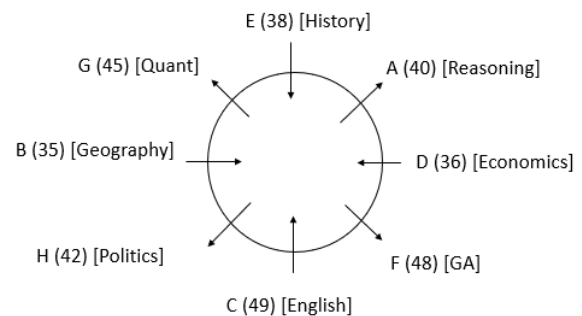 E (38) [History]
G (45) [Quant]
A (40) [Reasoning]
B (35) [Geography]
D (36) [Economics]
H (42) [Politics]
F (48) [GA]
C (49) [English]